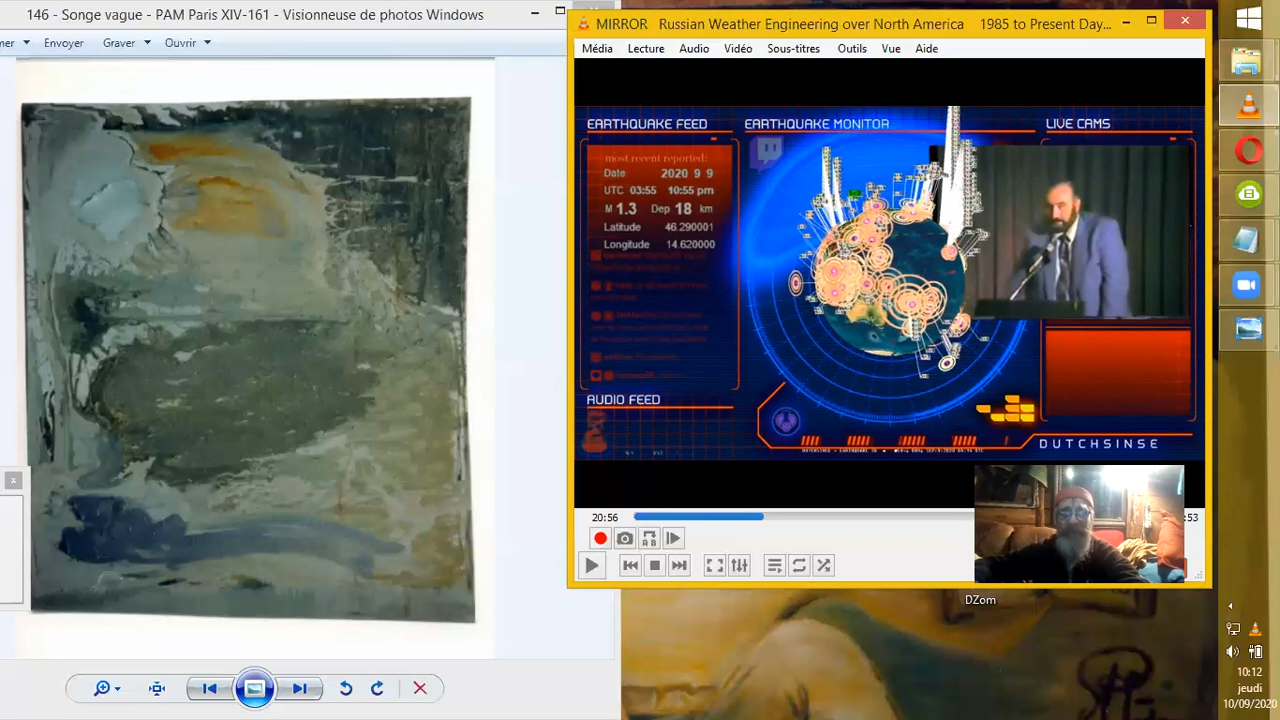 146 - Songe vague - PAM Paris XIV-161 - Visionneuse de photos Windows
Envoyer Graver Ouvrir
MIRROR Russian Weather Engineering over North America 1985 to Present Day...
Média Lecture Audio Vidéo Sous-titres Outils Vue Aide
EARTHQUAKE FEED
EARTHQUAKE MONITOR
LIVE CAMS
most recent reported:
Date 2020 9 9
UTC 03:55 10:55 pm
M 1.3 Dep 18 km
Latitude 46.290001
Longitude 14.620000
AUDIO FEED
DUTCHSINSE
20:56
:53
DZom
10:12
jeudi
10/09/2020